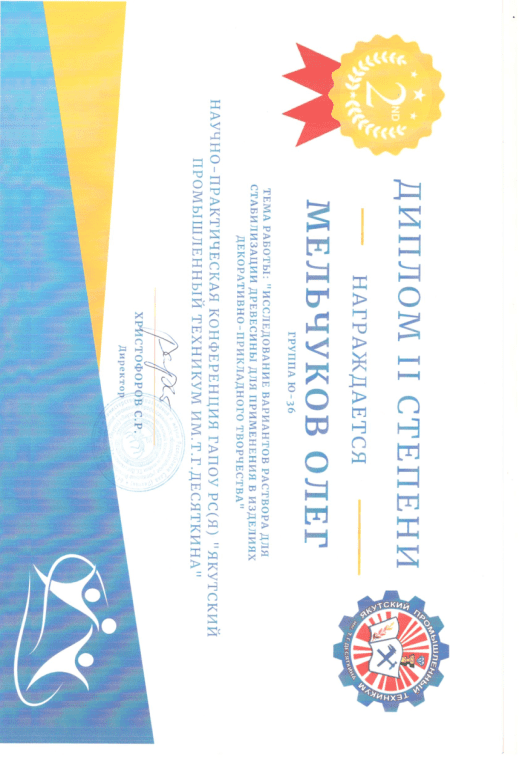 2ND
ДИПЛОМ II СТЕПЕНИ
НАГРАЖДАЕТСЯ
МЕЛЬЧУКОВ ОЛЕГ
ГРУППА Ю-36
ТЕМА РАБОТЫ: "ИССЛЕДОВАНИЕ ВАРИАНТОВ РАСТВОРА ДЛЯ
СТАБИЛИЗАЦИИ ДРЕВЕСИНЫ ДЛЯ ПРИМЕНЕНИЯ В ИЗДЕЛИЯХ
ДЕКОРАТИВНО-ПРИКЛАДНОГО ТВОРЧЕСТВА"
НАУЧНО-ПРАКТИЧЕСКАЯ КОНФЕРЕНЦИЯ ГАПОУ РС(Я) "ЯКУТСКИЙ
ПРОМЫШЛЕННЫЙ ТЕХНИКУМ ИМ.Т.Г.ДЕСЯТКИНА"
ХРИСТОФОРОВ С.Р.
директор
ЯКУТСКИЙ ПРОМЫШЛЕННЫЙ ТЕХНИКУМ